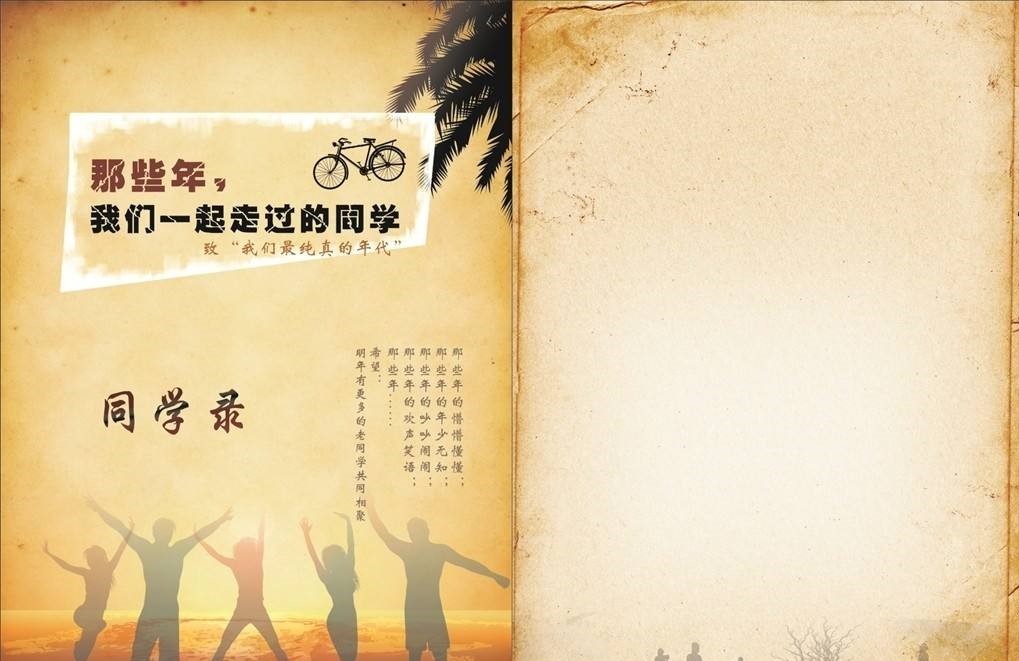 那些年，
我们一起走过的同学
致“我们最纯真的年代”
同学录
那些年的懵懵懂懂；
那些年的年少无知；
那些年的吵吵闹闹；
那些年的欢声笑语；
那些年……
希望：
明年有更多的老同学共同相聚